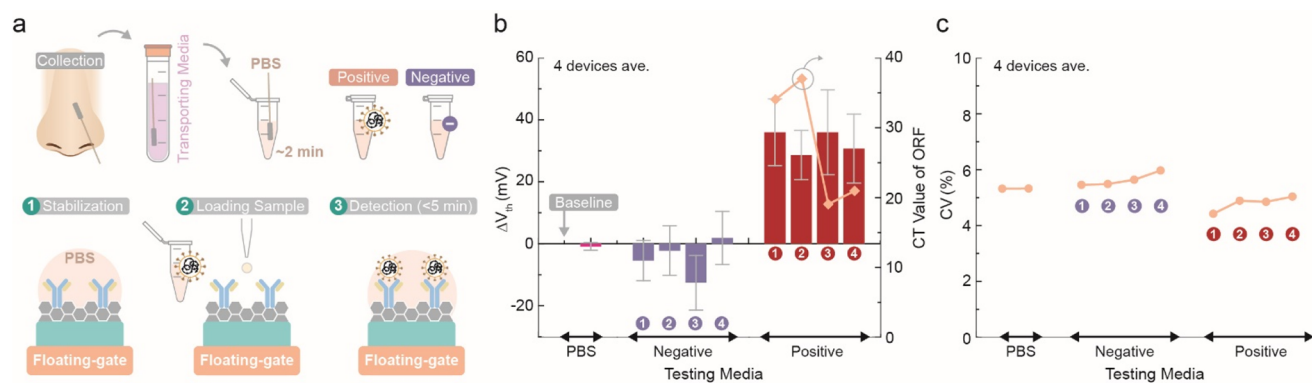 a
Collection
Transporting Media
PBS
~2 min
Positive
Negative
1 Stabilization
2 Loading Sample
3 Detection (<5 min)
PBS
Floating-gate
Floating-gate
Floating-gate
b
4 devices ave.
Baseline
ΔVth (mV)
60
40
20
0
-20
CT Value of ORF
40
30
20
10
0
1 2 3 4
1 2 3 4
PBS
Negative
Positive
Testing Media
c
4 devices ave.
CV (%)
10
8
6
4
2
0
1 2 3 4
1 2 3 4
PBS
Negative
Positive
Testing Media